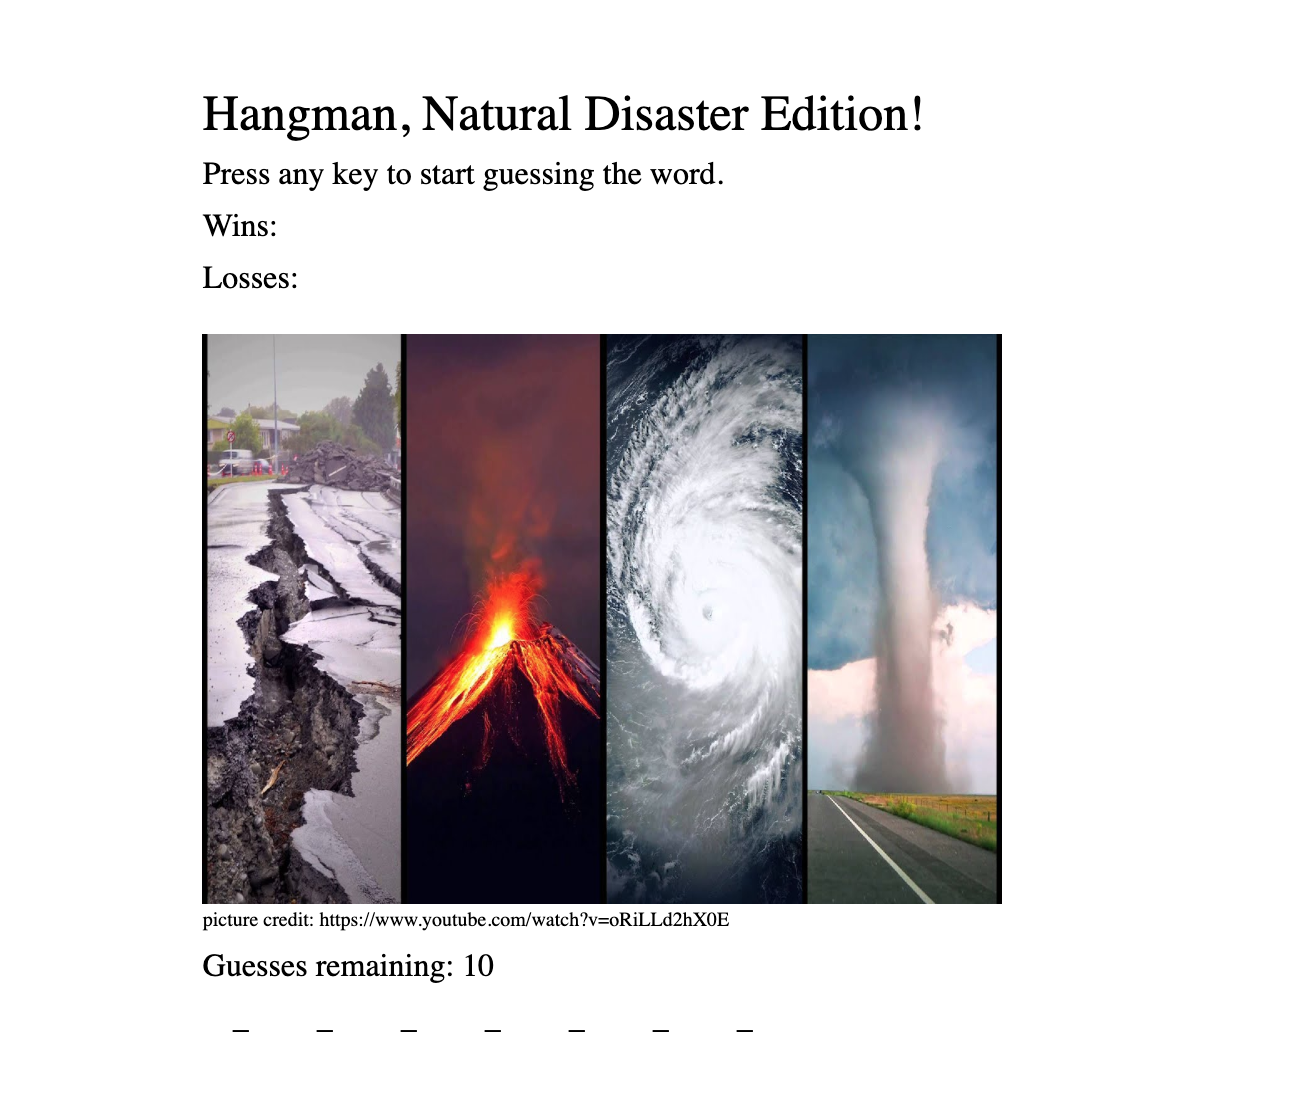 Hangman, Natural Disaster Edition!
Press any key to start guessing the word.
Wins:
Losses:
picture credit: https://www.youtube.com/watch?v=oRiLLd2hX0E
Guesses remaining: 10
_ _ _ _ _ _ _